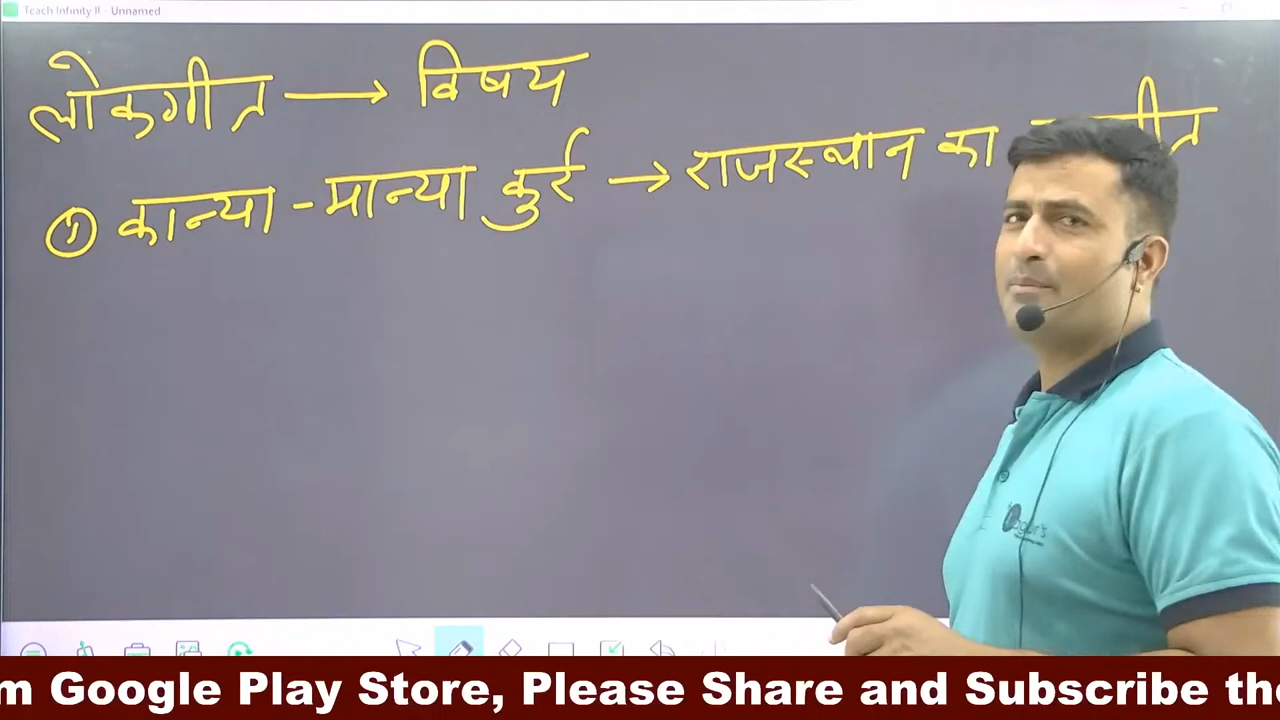 Teach Infinity II - Unnamed
लोकगीत → विषय
① कान्या - मान्या कुर्र → राजस्थान का
m Google Play Store, Please Share and Subscribe the